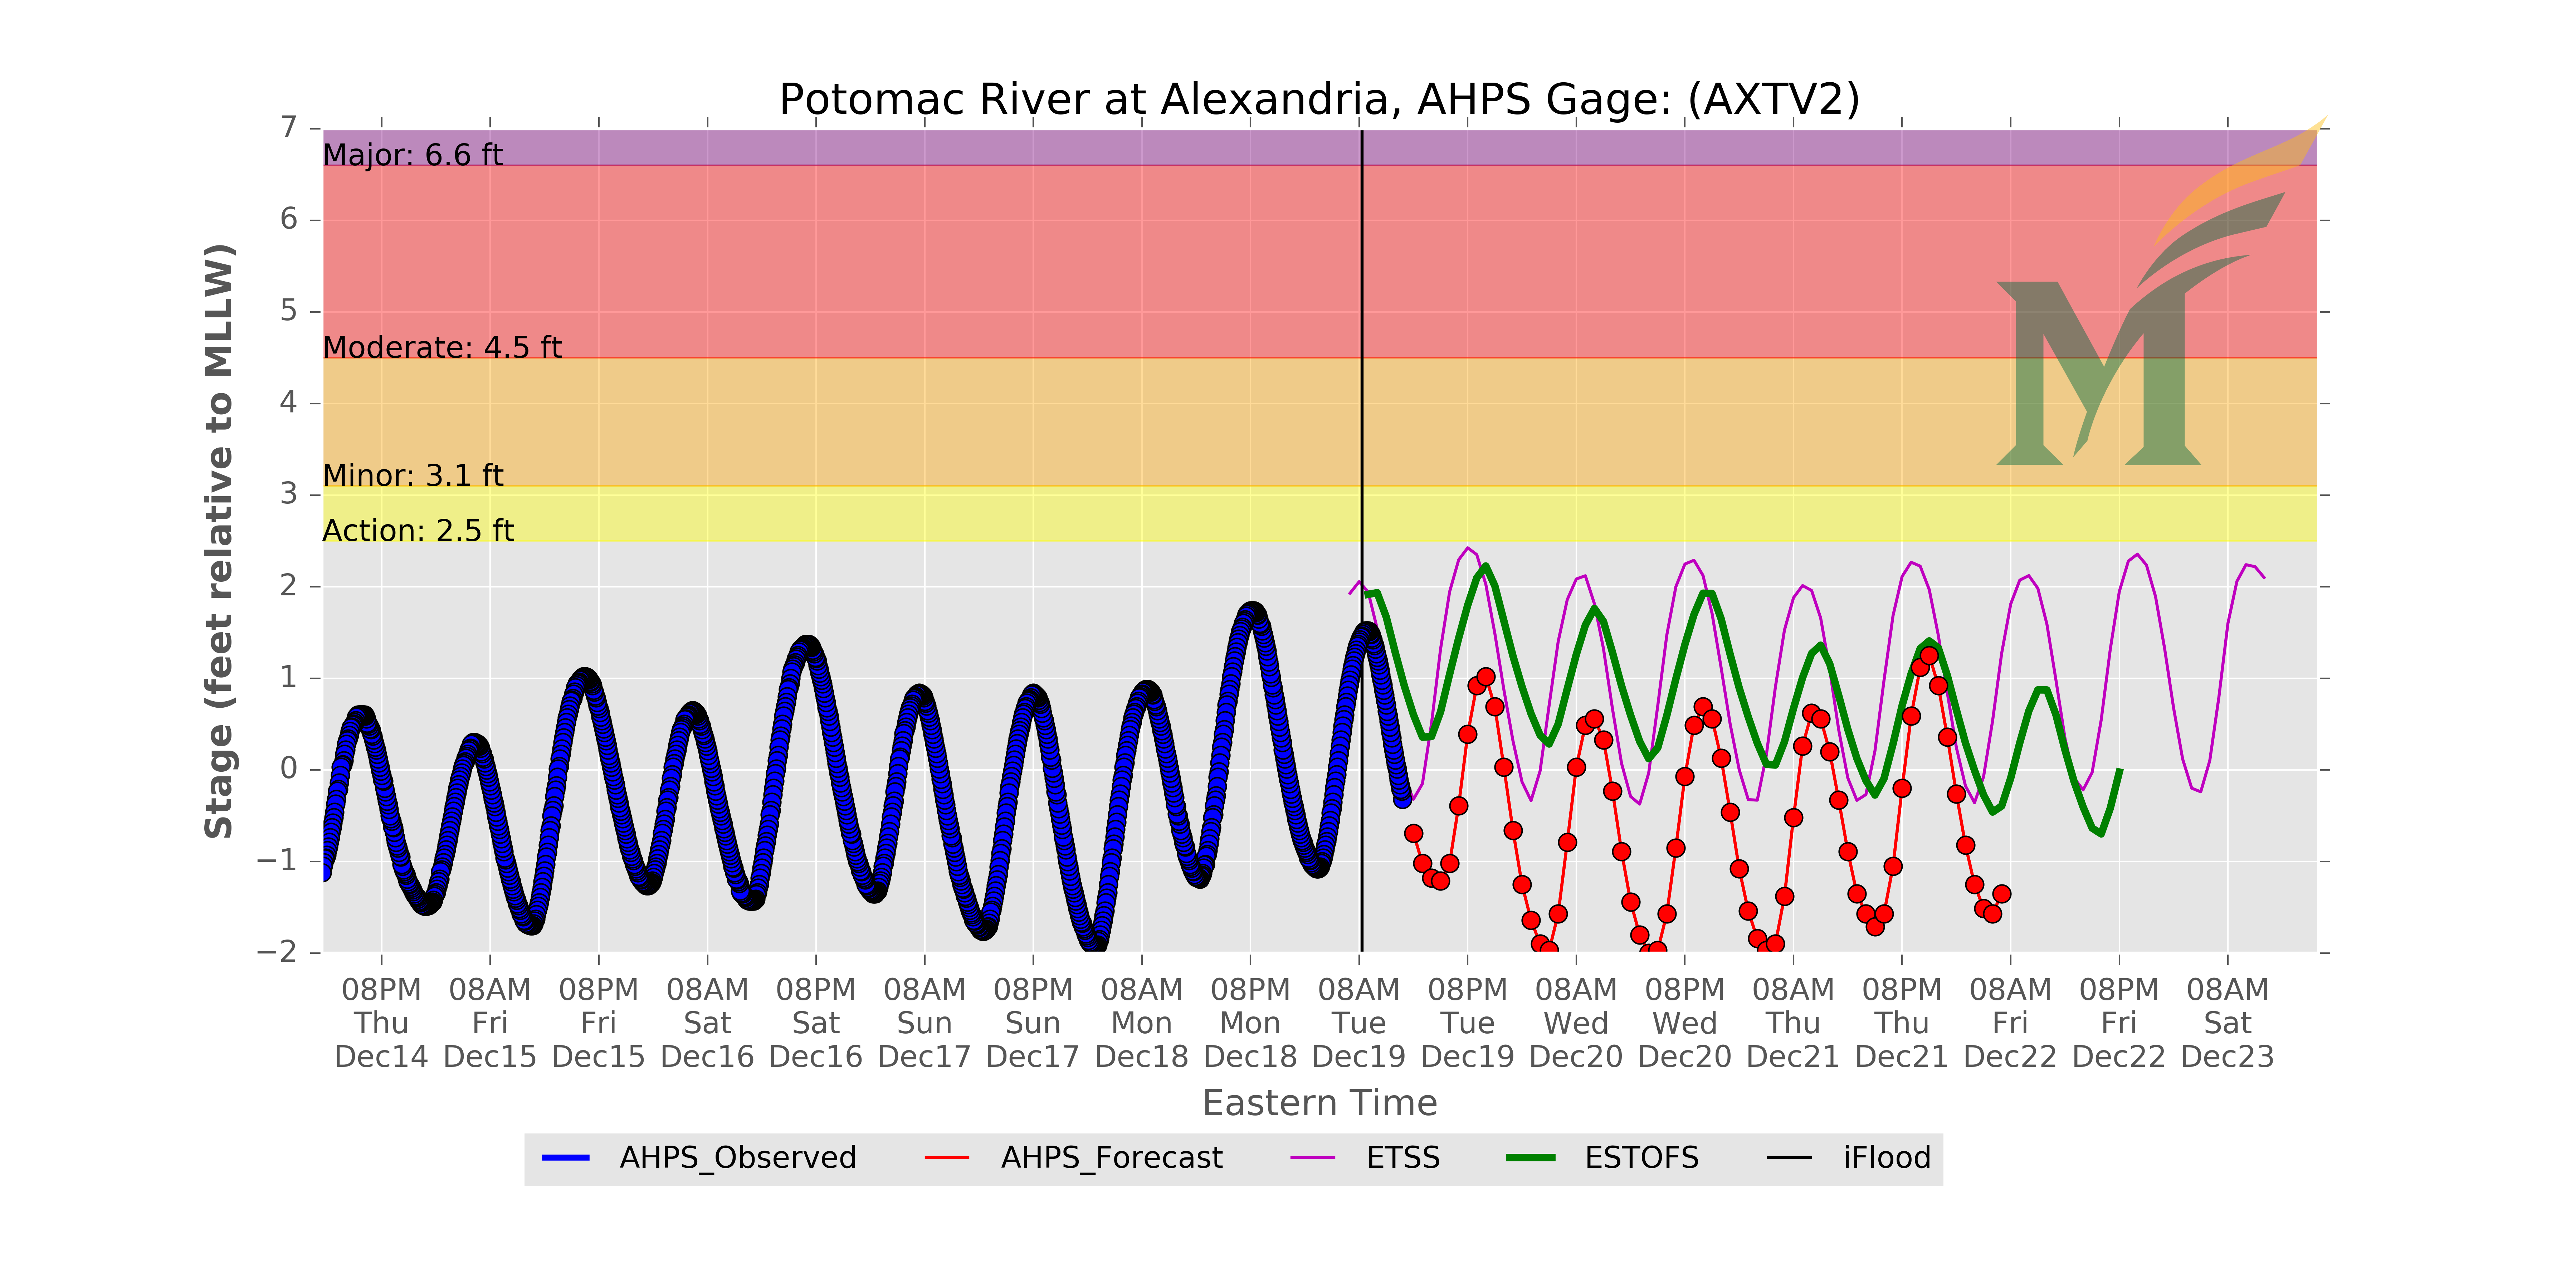 Potomac River at Alexandria, AHPS Gage: (AXTV2)
7
6
5
4
3
2
1
0
−1
−2
Stage (feet relative to MLLW)
Major: 6.6 ft
Moderate: 4.5 ft
Minor: 3.1 ft
Action: 2.5 ft
M
08PM 08AM 08PM 08AM 08PM 08AM 08PM 08AM 08PM 08AM 08PM 08AM 08PM 08AM 08PM 08AM 08PM 08AM
Thu Fri Fri Sat Sat Sun Sun Mon Mon Tue Tue Wed Wed Thu Thu Fri Fri Sat
Dec14 Dec15 Dec15 Dec16 Dec16 Dec17 Dec17 Dec18 Dec18 Dec19 Dec19 Dec20 Dec20 Dec21 Dec21 Dec22 Dec22 Dec23
Eastern Time
AHPS_Observed AHPS_Forecast ETSS ESTOFS iFlood